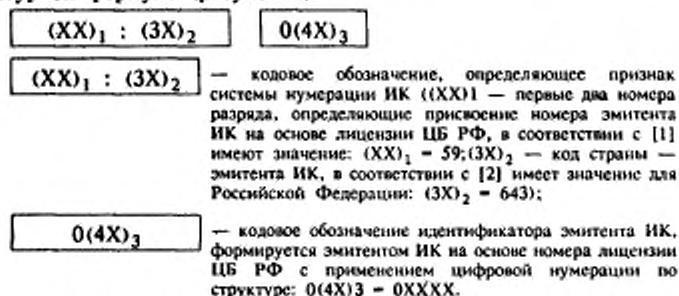 (XX)₁ : (3X)₂ 0(4X)₃
(XX)₁ : (3X)₂ — кодовое обозначение, определяющее признак
системы нумерации ИК ((XX)1 — первые два номера
разряда, определяющие присвоение номера эмитента
ИК на основе лицензии ЦБ РФ, в соответствии с [1]
имеют значение: (XX)₁ – 59;(3X)₂ — код страны —
эмитента ИК, в соответствии с [2] имеет значение для
Российской Федерации: (3X)₂ – 643);
0(4X)₃ — кодовое обозначение идентификатора эмитента ИК,
формируется эмитентом ИК на основе номера лицензии
ЦБ РФ с применением цифровой нумерации по
структуре: 0(4X)3 – 0XXXX.